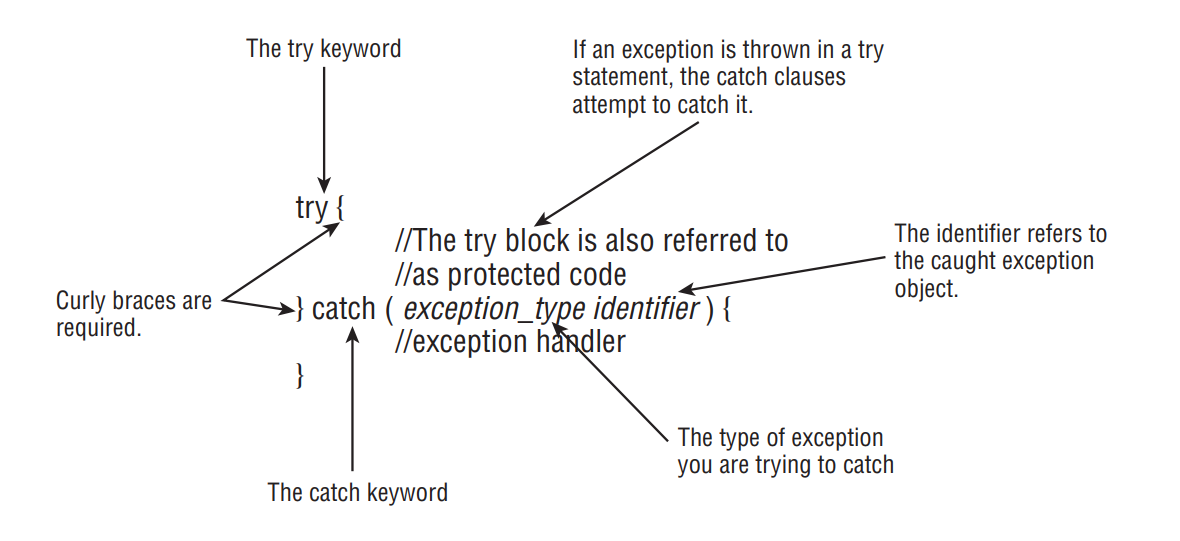 The try keyword
If an exception is thrown in a try
statement, the catch clauses
attempt to catch it.
try {
//The try block is also referred to
//as protected code
The identifier refers to
the caught exception
object.
Curly braces are
required.
} catch ( exception_type identifier ) {
//exception handler
}
The type of exception
you are trying to catch
The catch keyword